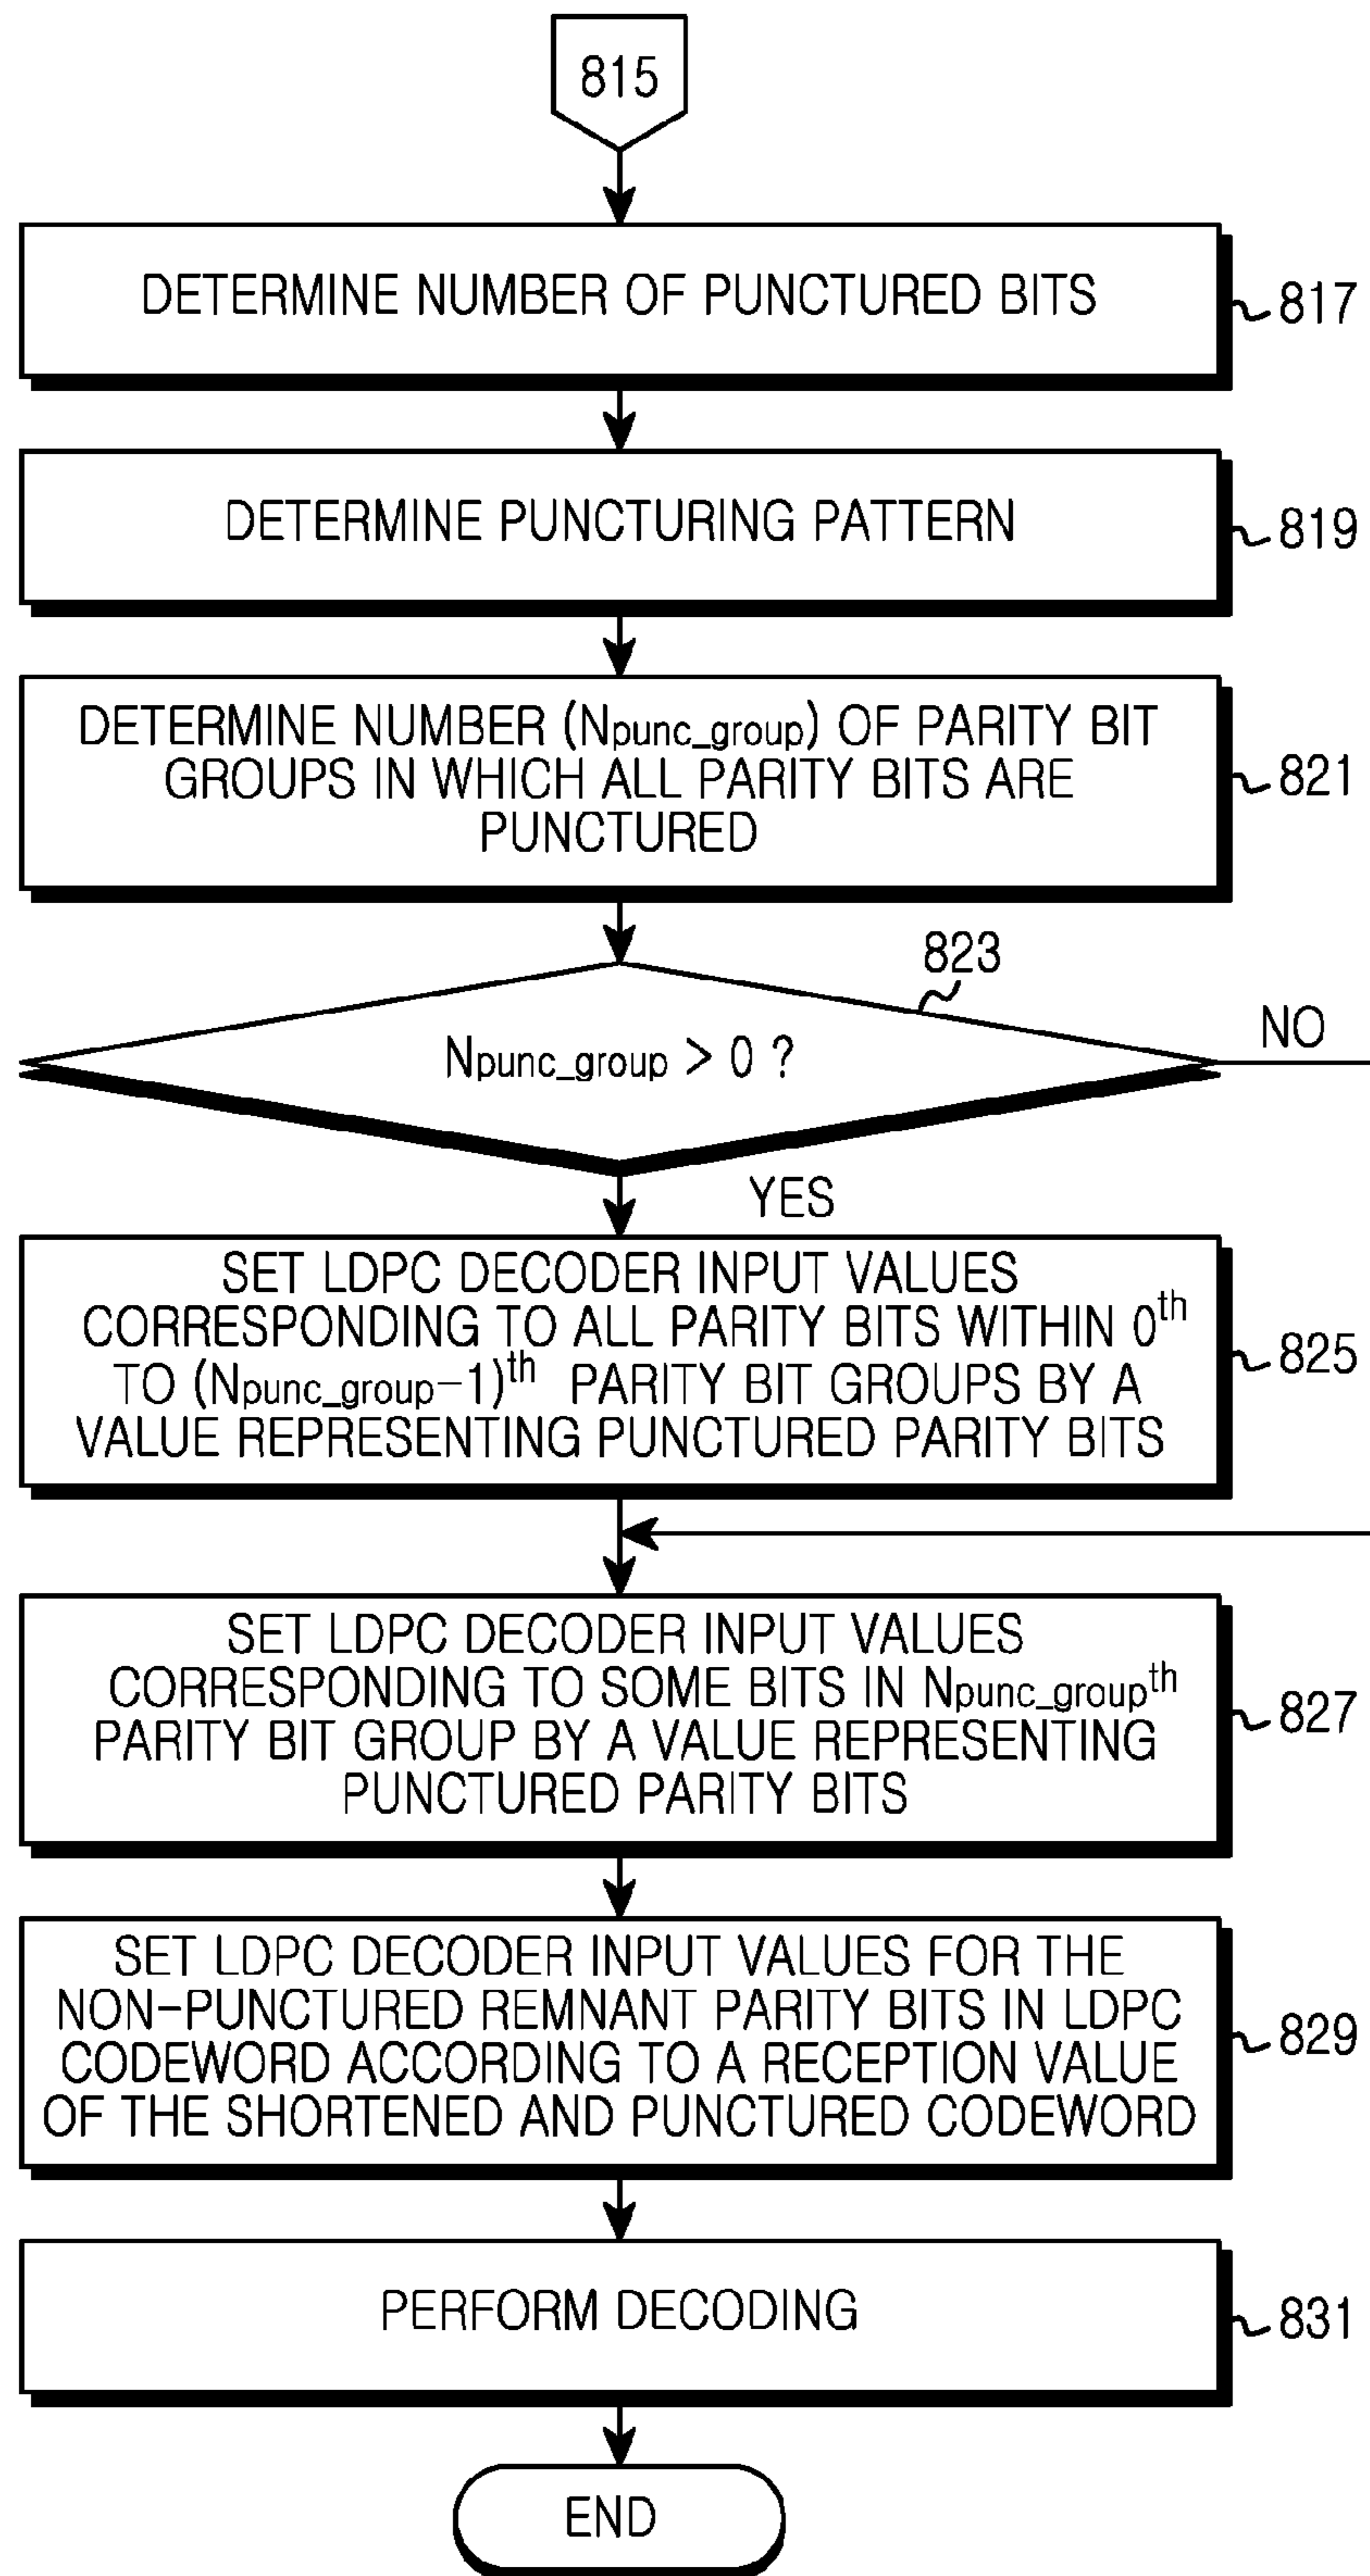 815
DETERMINE NUMBER OF PUNCTURED BITS
817
DETERMINE PUNCTURING PATTERN
819
DETERMINE NUMBER (Npunc_group) OF PARITY BIT
GROUPS IN WHICH ALL PARITY BITS ARE
PUNCTURED
821
823
Npunc_group > 0 ?
NO
YES
SET LDPC DECODER INPUT VALUES
CORRESPONDING TO ALL PARITY BITS WITHIN 0th
TO (Npunc_group-1)th PARITY BIT GROUPS BY A
VALUE REPRESENTING PUNCTURED PARITY BITS
825
SET LDPC DECODER INPUT VALUES
CORRESPONDING TO SOME BITS IN Npunc_groupth
PARITY BIT GROUP BY A VALUE REPRESENTING
PUNCTURED PARITY BITS
827
SET LDPC DECODER INPUT VALUES FOR THE
NON-PUNCTURED REMNANT PARITY BITS IN LDPC
CODEWORD ACCORDING TO A RECEPTION VALUE
OF THE SHORTENED AND PUNCTURED CODEWORD
829
PERFORM DECODING
831
END